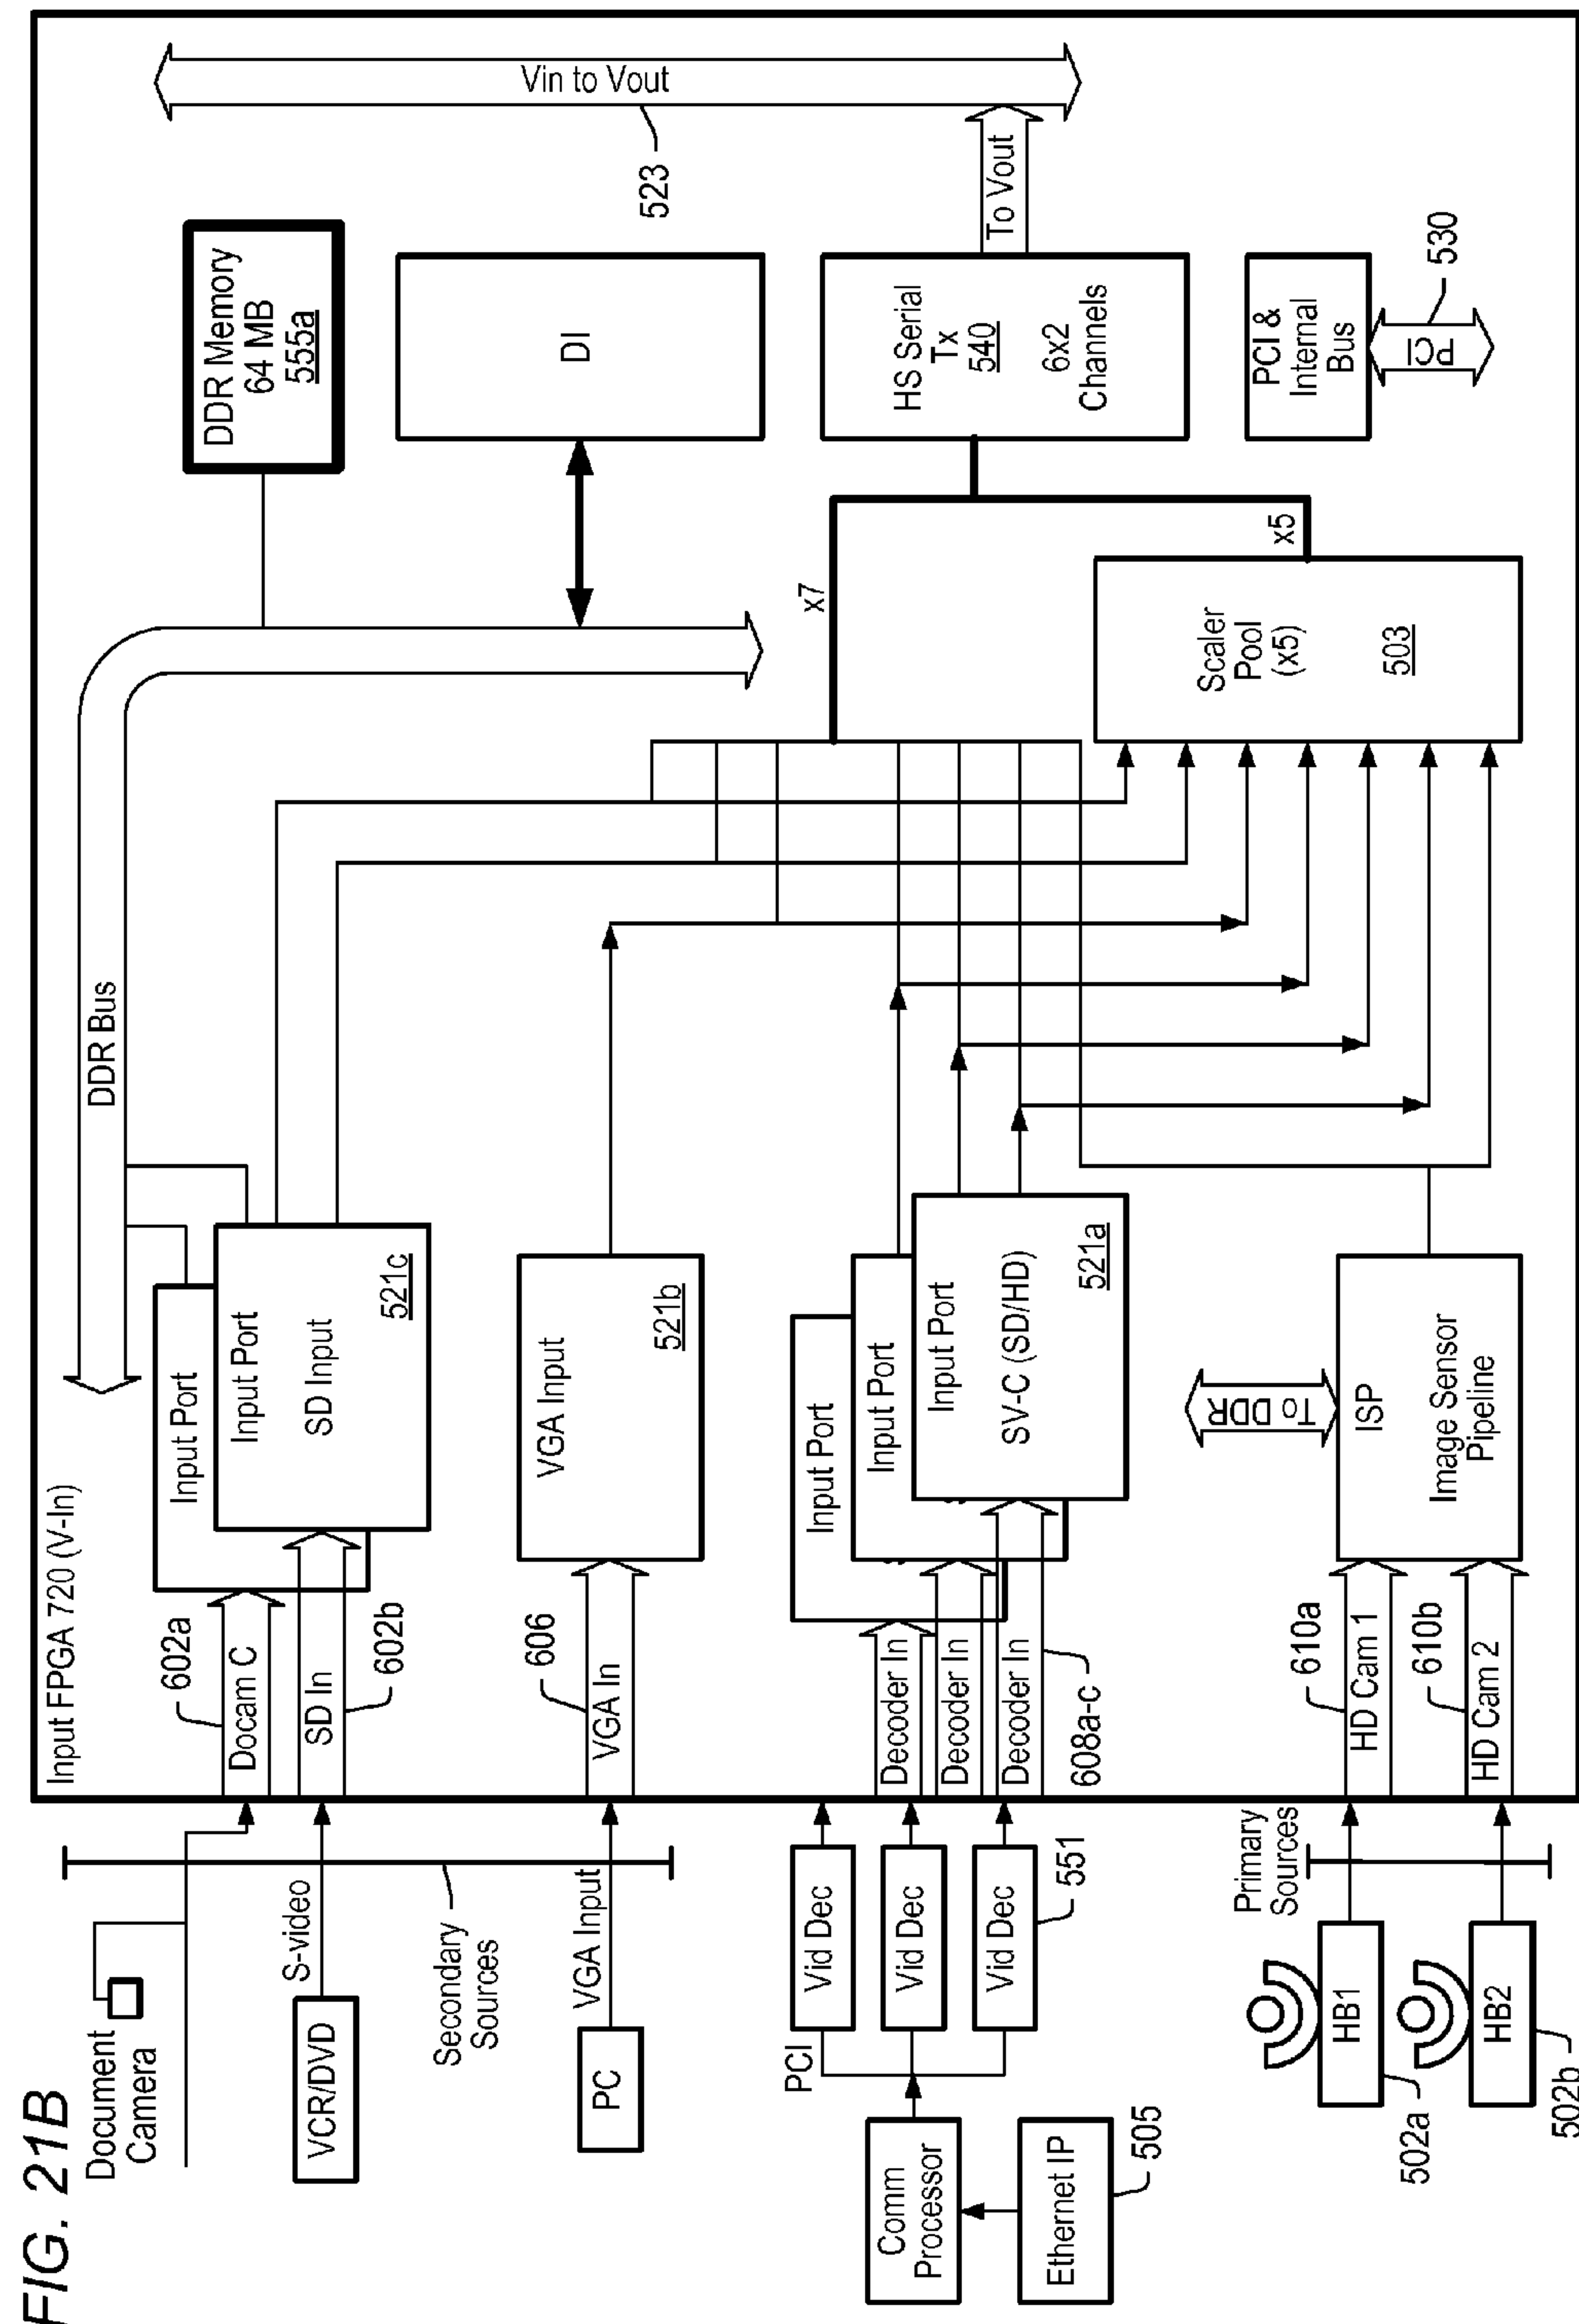 FIG. 21B
Document
Camera
S-video
VCR/DVD
Secondary
Sources
VGA Input
PC
PCI
Vid Dec
Vid Dec
Vid Dec
551
Comm
Processor
Ethernet IP
505
Primary
Sources
HB1
HB2
502a
502b
Input FPGA 720 (V-In)
602a
Docam C
SD In
602b
606
VGA In
Decoder In
Decoder In
Decoder In
608a-c
610a
HD Cam 1
610b
HD Cam 2
Input Port
Input Port
SD Input
521c
VGA Input
521b
Input Port
Input Port
Input Port
SV-C (SD/HD)
521a
To DDR
ISP
Image Sensor
Pipeline
DDR Bus
x7
x5
Scaler
Pool
(x5)
503
DDR Memory
64 MB
555a
DI
HS Serial
Tx
540
6x2
Channels
PCI &
Internal
Bus
PCI
530
To Vout
Vin to Vout
523